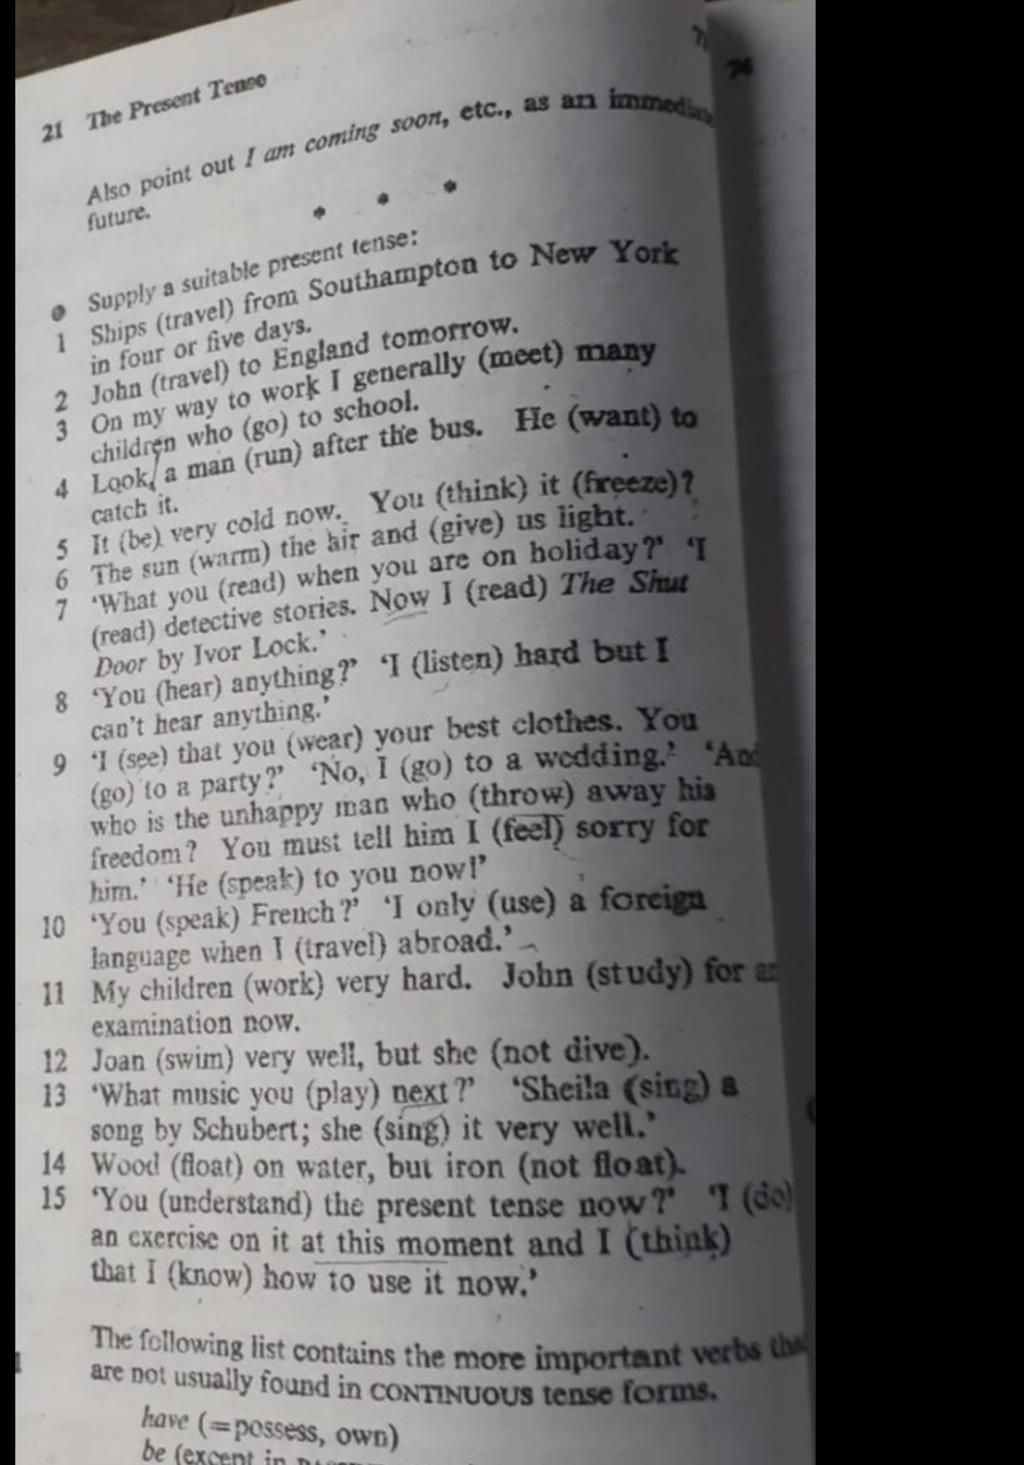 21 The Present Tense
74
Also point out I am coming soon, etc., as an immediate
future.
* * *
Supply a suitable present tense:
1 Ships (travel) from Southampton to New York
in four or five days.
2 John (travel) to England tomorrow.
3 On my way to work I generally (meet) many
children who (go) to school.
4 Look, a man (run) after the bus. He (want) to
catch it.
5 It (be) very cold now. You (think) it (freeze)?
6 The sun (warm) the air and (give) us light.
7 ‘What you (read) when you are on holiday?’ ‘I
(read) detective stories. Now I (read) The Shut
Door by Ivor Lock.’
8 ‘You (hear) anything?’ ‘I (listen) hard but I
can't hear anything.’
9 ‘I (see) that you (wear) your best clothes. You
(go) to a party?’ ‘No, I (go) to a wedding.’ ‘And
who is the unhappy man who (throw) away his
freedom? You must tell him I (feel) sorry for
him.’ ‘He (speak) to you now!’
10 ‘You (speak) French?’ ‘I only (use) a foreign
language when I (travel) abroad.’
11 My children (work) very hard. John (study) for an
examination now.
12 Joan (swim) very well, but she (not dive).
13 ‘What music you (play) next?’ ‘Sheila (sing) a
song by Schubert; she (sing) it very well.’
14 Wood (float) on water, but iron (not float).
15 ‘You (understand) the present tense now?’ ‘I (do)
an exercise on it at this moment and I (think)
that I (know) how to use it now.’
The following list contains the more important verbs tha
are not usually found in CONTINUOUS tense forms.
have (=possess, own)
be (except in